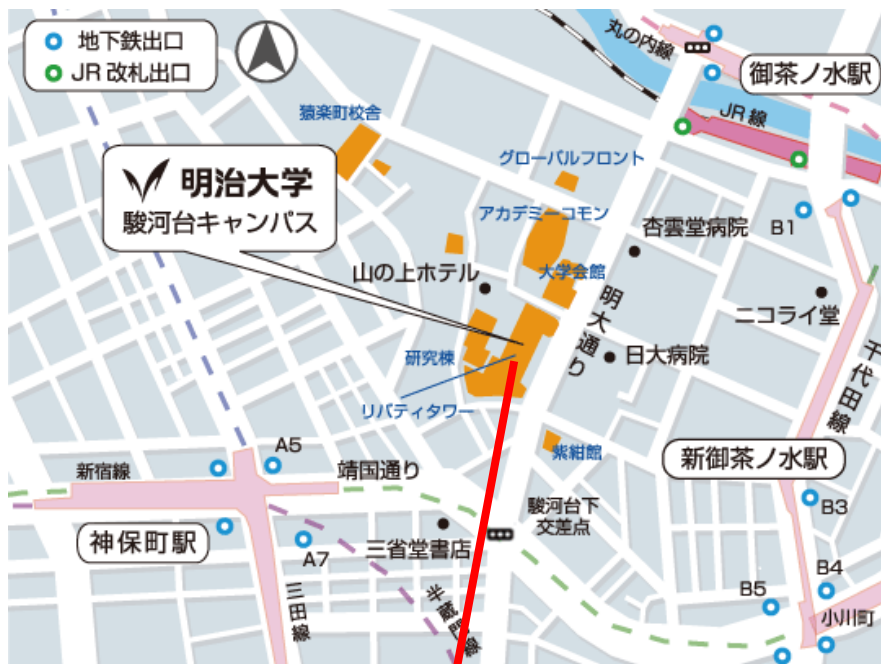 地下鉄出口
JR 改札出口
丸の内線
御茶ノ水駅
JR 線
猿楽町校舎
グローバルフロント
明治大学
駿河台キャンパス
アカデミーコモン
杏雲堂病院
B1
山の上ホテル
大学会館
明大通り
ニコライ堂
研究棟
日大病院
千代田線
リバティタワー
A5
靖国通り
紫紺館
新御茶ノ水駅
新宿線
駿河台下
交差点
B3
神保町駅
A7
三省堂書店
三田線
半蔵門線
B4
B5
小川町